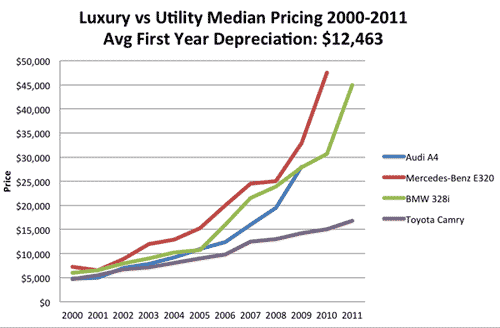 Luxury vs Utility Median Pricing 2000-2011
Avg First Year Depreciation: $12,463
$50,000
$45,000
$40,000
$35,000
$30,000
$25,000
$20,000
$15,000
$10,000
$5,000
$0
Price
2000 2001 2002 2003 2004 2005 2006 2007 2008 2009 2010 2011
Audi A4
Mercedes-Benz E320
BMW 328i
Toyota Camry